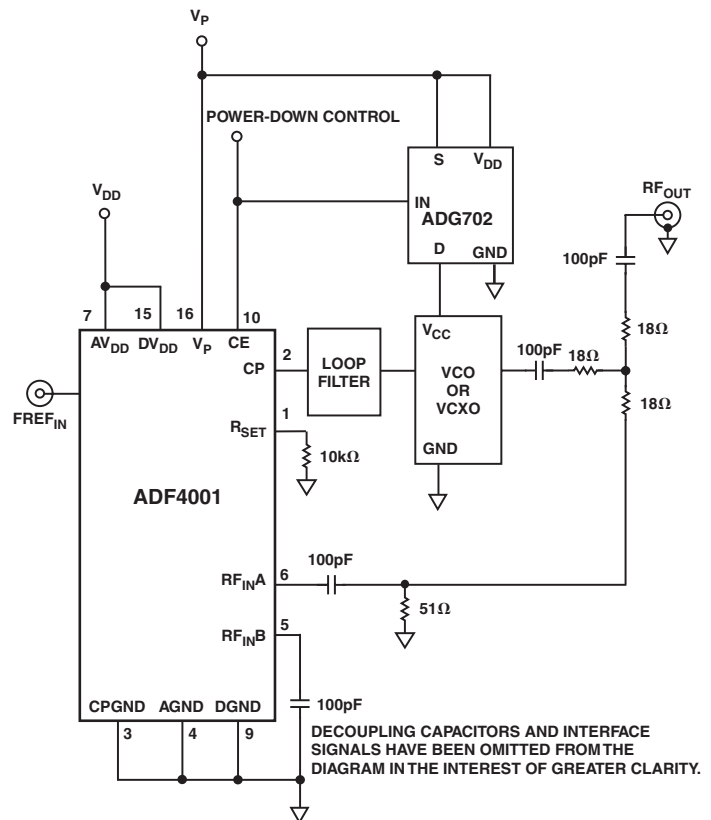 VP
POWER-DOWN CONTROL
S VDD
VDD
RFOUT
IN
ADG702
D GND
100pF
7 15 16 10
AVDD DVDD VP CE
18Ω
2
CP
LOOP
FILTER
VCC
VCO
OR
VCXO
GND
100pF
18Ω
18Ω
FREFIN
1
RSET
10kΩ
ADF4001
100pF
6
RFINA
51Ω
5
RFINB
100pF
CPGND AGND DGND
3 4 9
DECOUPLING CAPACITORS AND INTERFACE
SIGNALS HAVE BEEN OMITTED FROM THE
DIAGRAM IN THE INTEREST OF GREATER CLARITY.